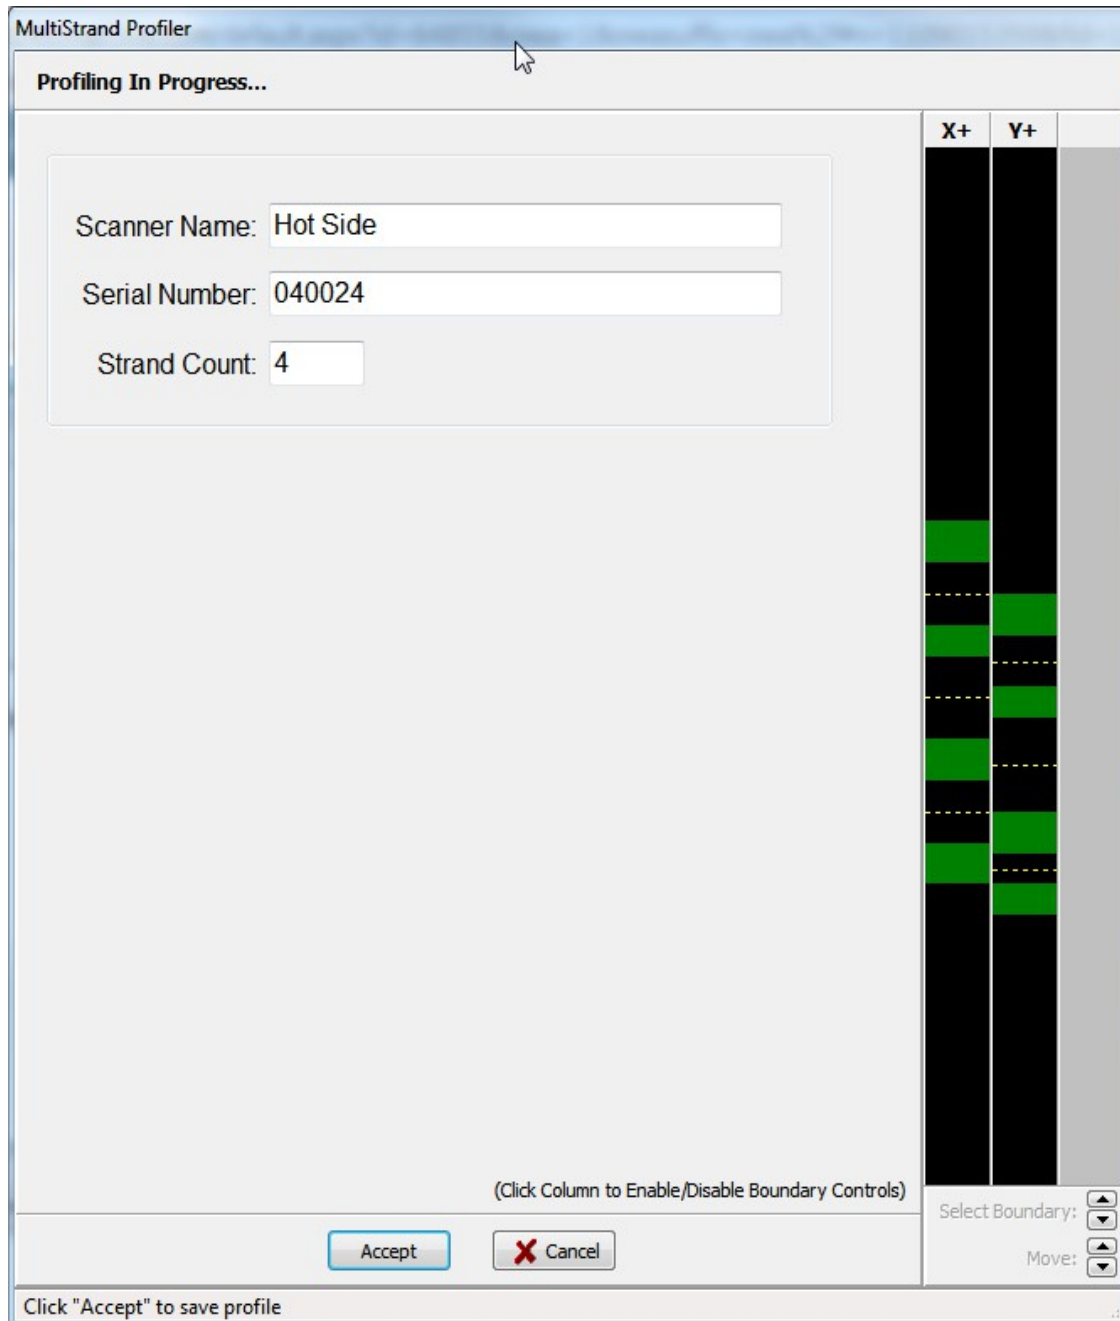 MultiStrand Profiler
Profiling In Progress...
X+ Y+
Scanner Name: Hot Side
Serial Number: 040024
Strand Count: 4
(Click Column to Enable/Disable Boundary Controls)
Select Boundary:
Accept Cancel
Move:
Click "Accept" to save profile